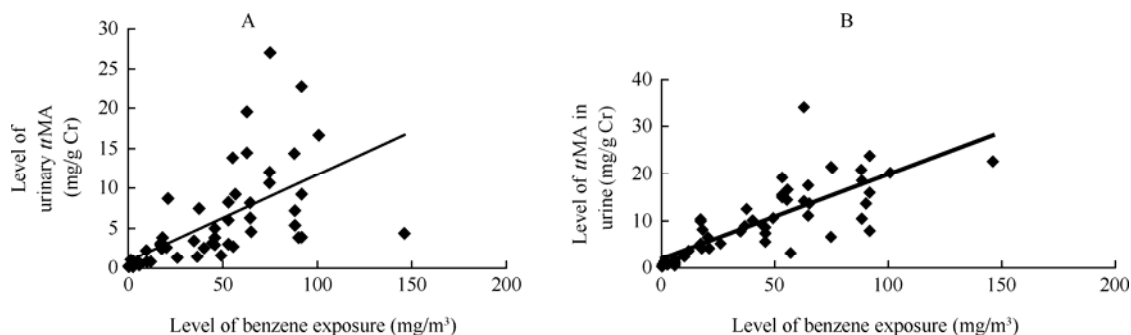 A
30
25
20
15
10
5
0
0
50
100
150
200
Level of
urinary ttMA
(mg/g Cr)
Level of benzene exposure (mg/m³)
B
40
30
20
10
0
0
50
100
150
200
Level of ttMA in
urine (mg/g Cr)
Level of benzene exposure (mg/m³)